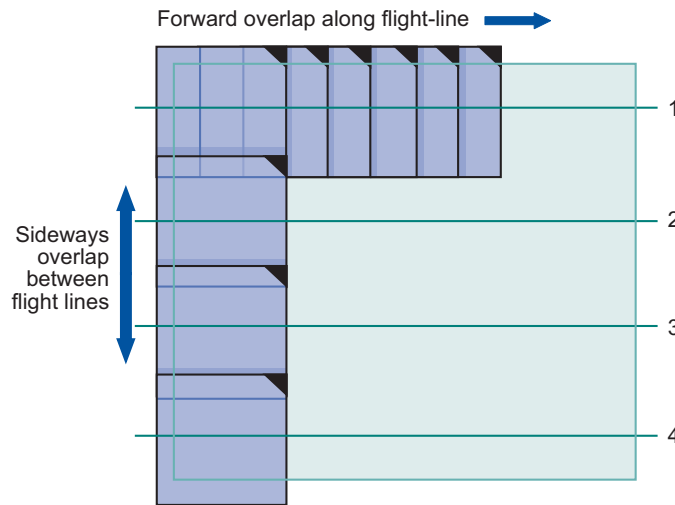 Forward overlap along flight-line
1
2
Sideways
overlap
between
flight lines
3
4